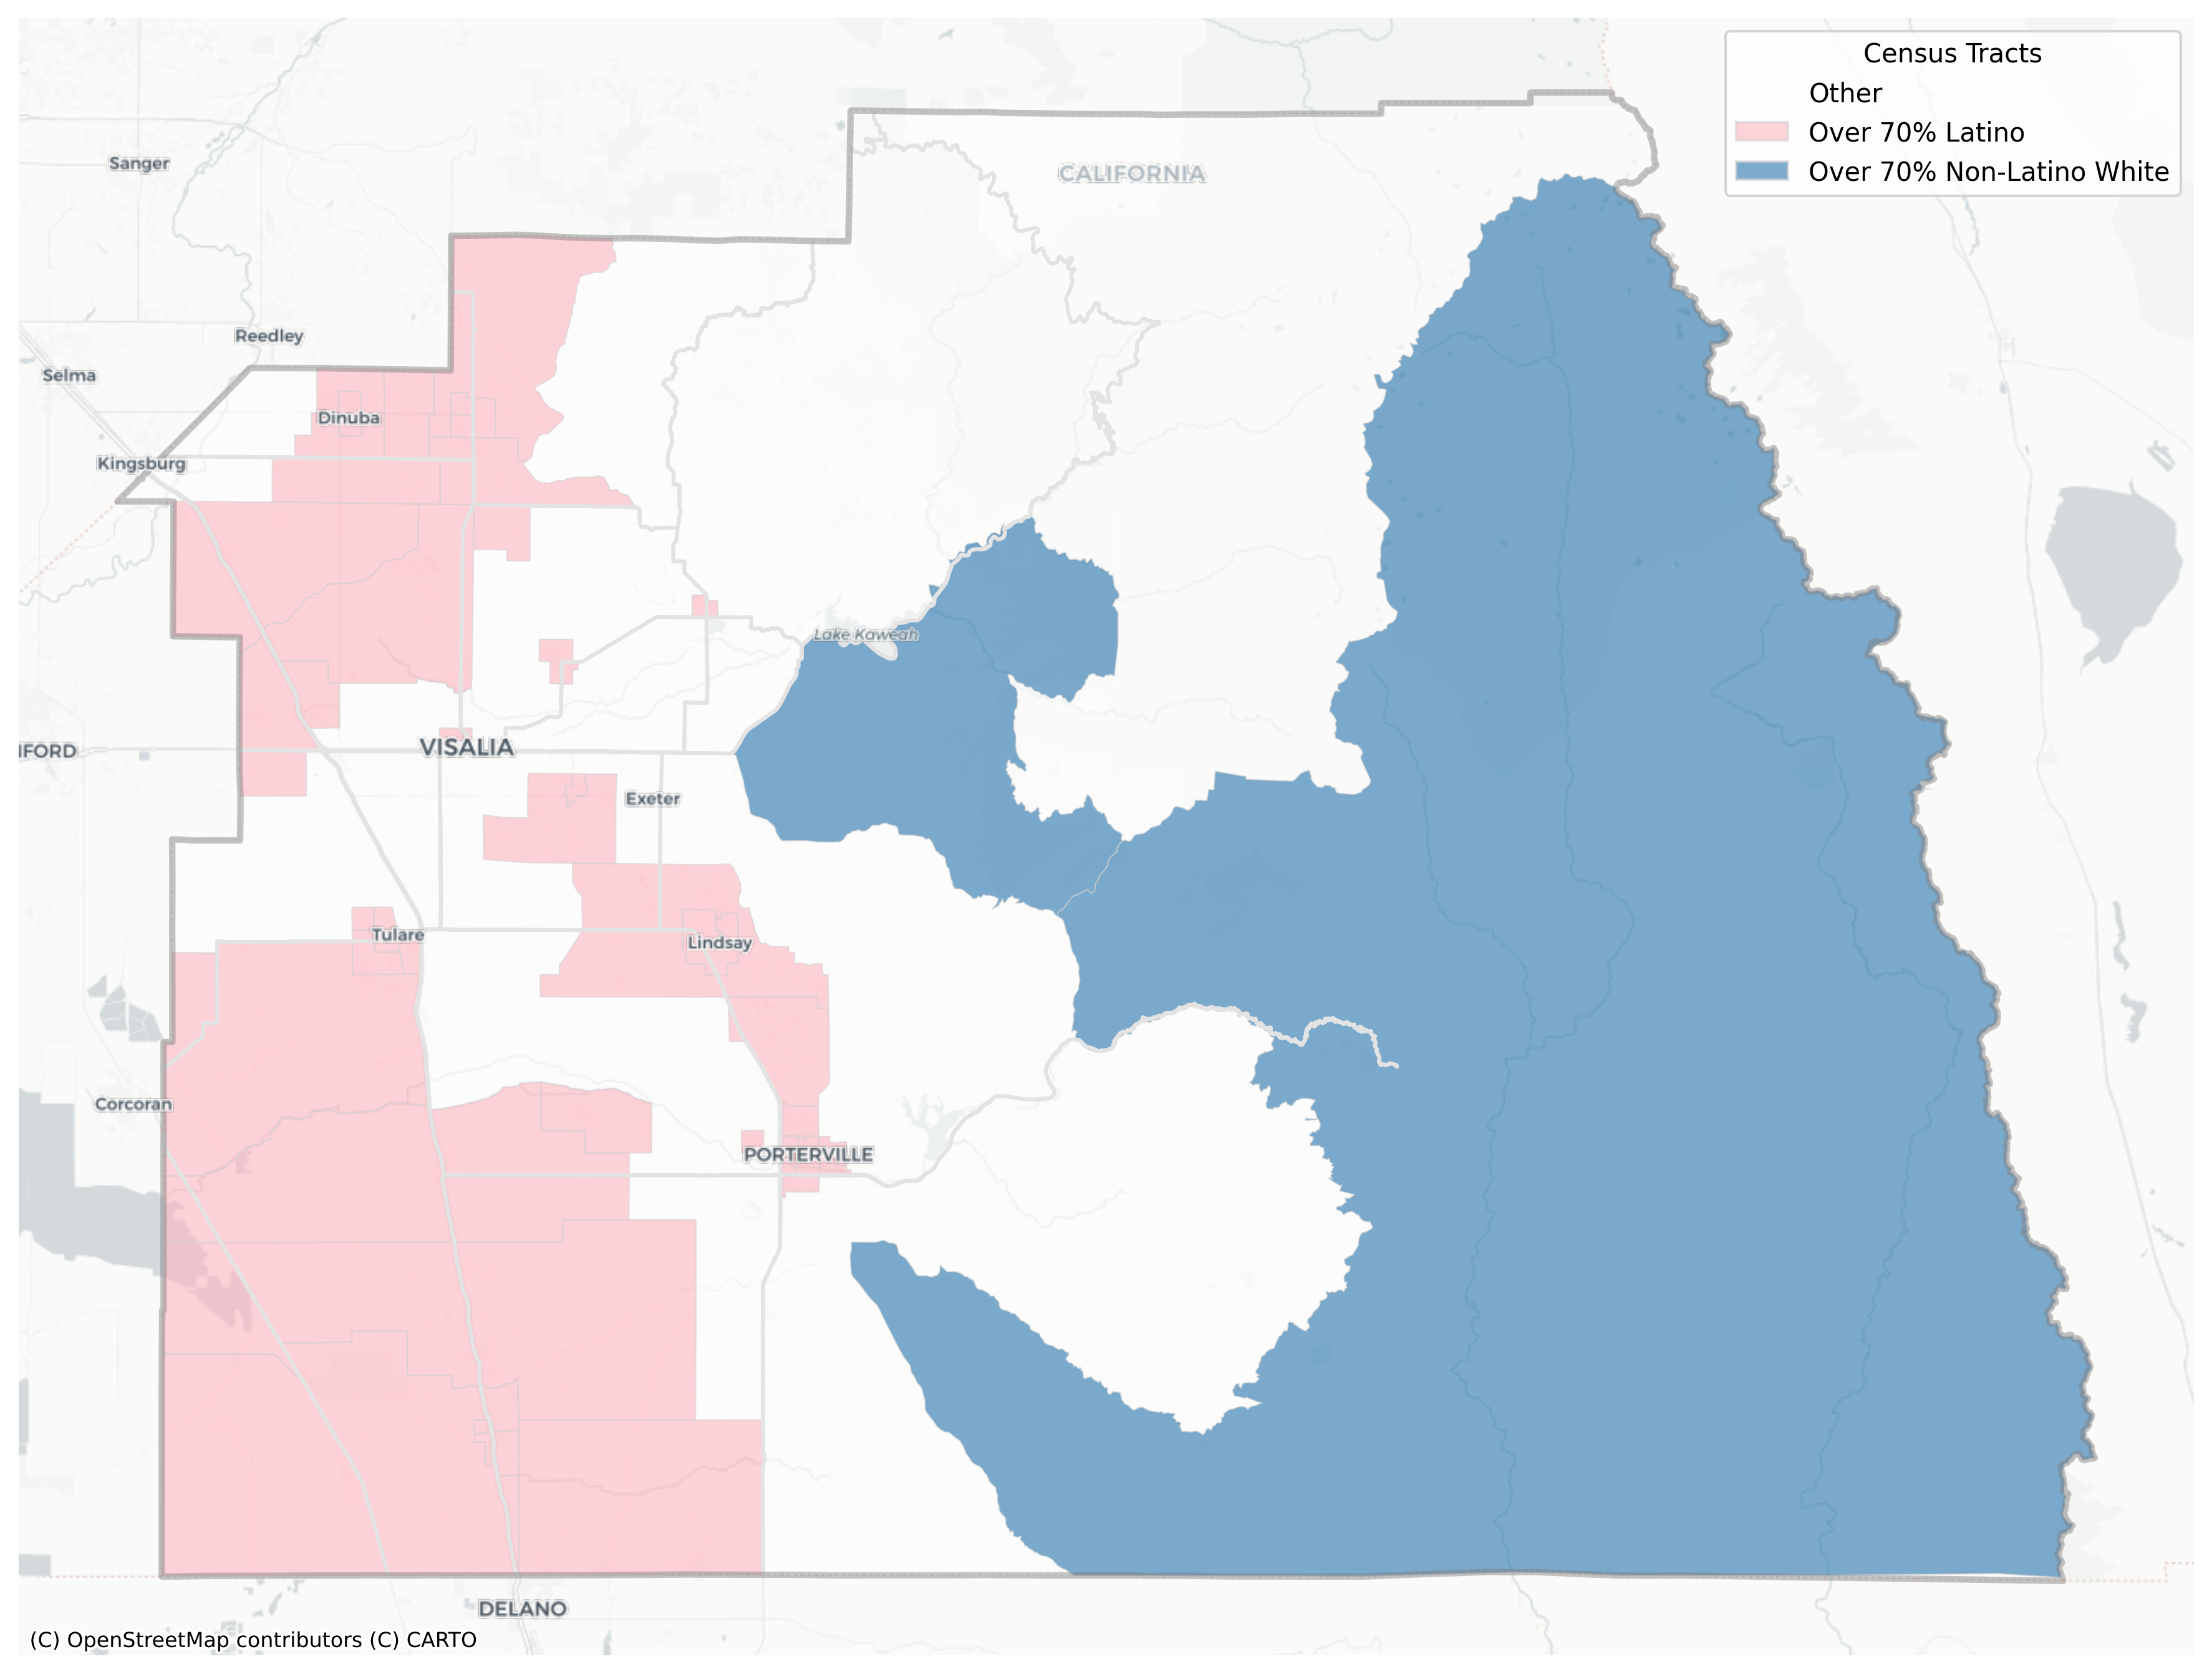 Census Tracts
Other
Over 70% Latino
Over 70% Non-Latino White
Sanger
CALIFORNIA
Reedley
Selma
Dinuba
Kingsburg
Lake Kaweah
IFORD
VISALIA
Exeter
Tulare
Lindsay
Corcoran
PORTERVILLE
DELANO
(C) OpenStreetMap contributors (C) CARTO